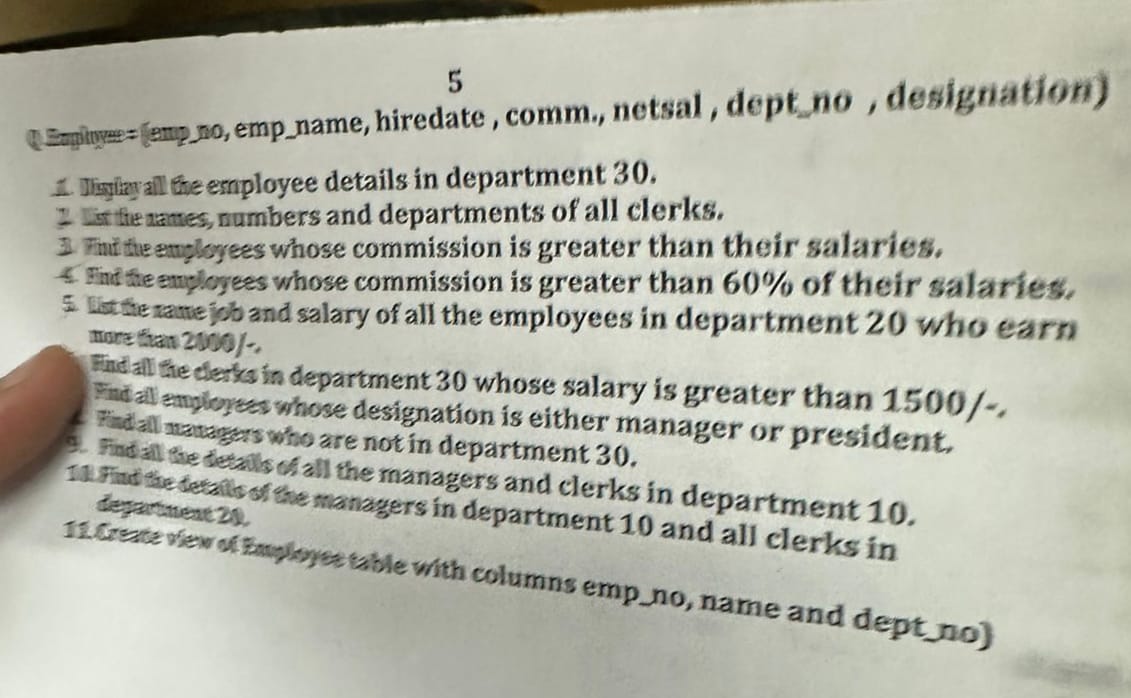 5
Employee = (emp_no, emp_name, hiredate , comm., netsal , dept_no , designation)
1. Display all the employee details in department 30.
2. List the names, numbers and departments of all clerks.
3. Find the employees whose commission is greater than their salaries.
4. Find the employees whose commission is greater than 60% of their salaries.
5. List the name job and salary of all the employees in department 20 who earn
more than 2000/-.
Find all the clerks in department 30 whose salary is greater than 1500/-.
Find all employees whose designation is either manager or president.
Find all managers who are not in department 30.
9. Find all the details of all the managers and clerks in department 10.
10. Find the details of the managers in department 10 and all clerks in
department 20.
11. Create view of Employee table with columns emp_no, name and dept_no)